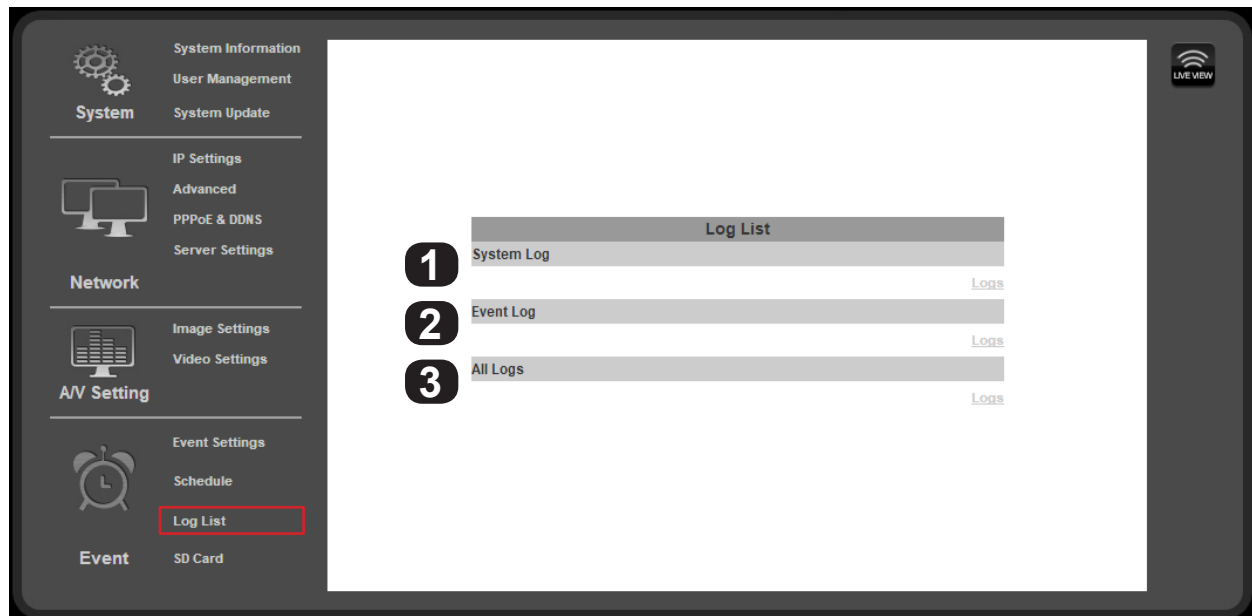 System Information
User Management
System
System Update
IP Settings
Advanced
PPPoE & DDNS
Server Settings
Network
Image Settings
Video Settings
A/V Setting
Event Settings
Schedule
Log List
Event
SD Card
Log List
1
System Log
Logs
2
Event Log
Logs
3
All Logs
Logs
LIVE VIEW